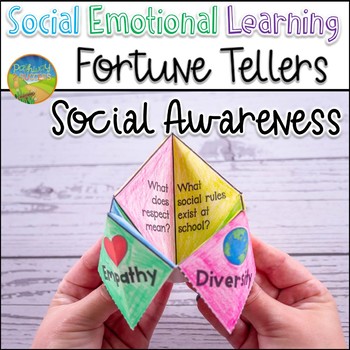 Social Emotional Learning
Fortune Tellers
Social Awareness
What
does
respect
mean?
What
social rules
exist at
school?
Empathy
Diversity